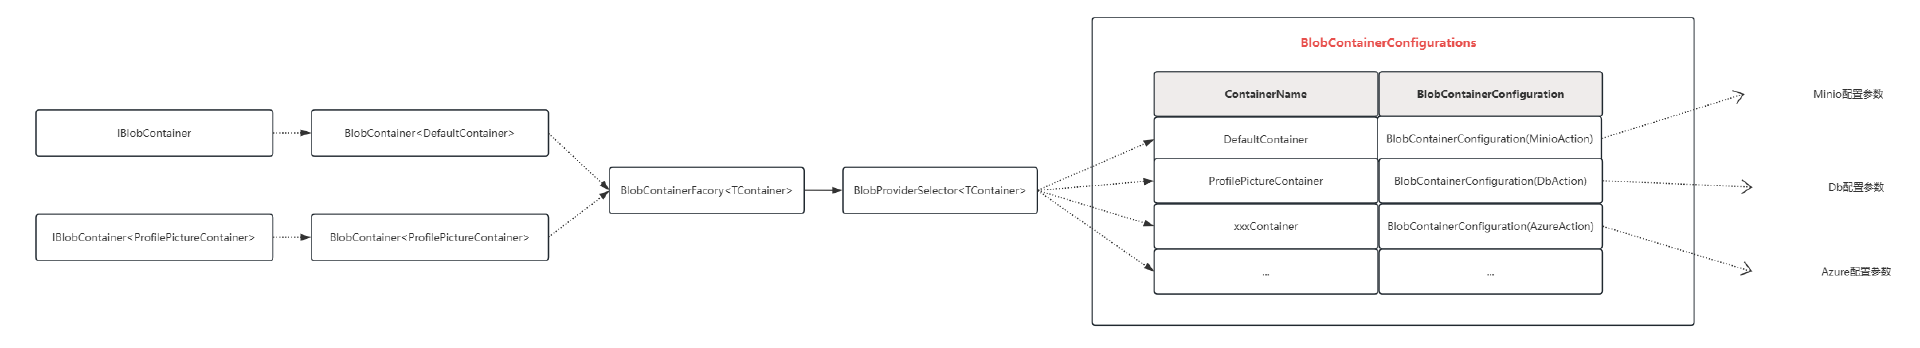 IBlobContainer
BlobContainer<DefaultContainer>
IBlobContainer<ProfilePictureContainer>
BlobContainer<ProfilePictureContainer>
BlobContainerFacory<TContainer>
BlobProviderSelector<TContainer>
BlobContainerConfigurations
ContainerName
BlobContainerConfiguration
DefaultContainer
BlobContainerConfiguration(MinioAction)
ProfilePictureContainer
BlobContainerConfiguration(DbAction)
xxxContainer
BlobContainerConfiguration(AzureAction)
...
...
Minio配置参数
Db配置参数
Azure配置参数